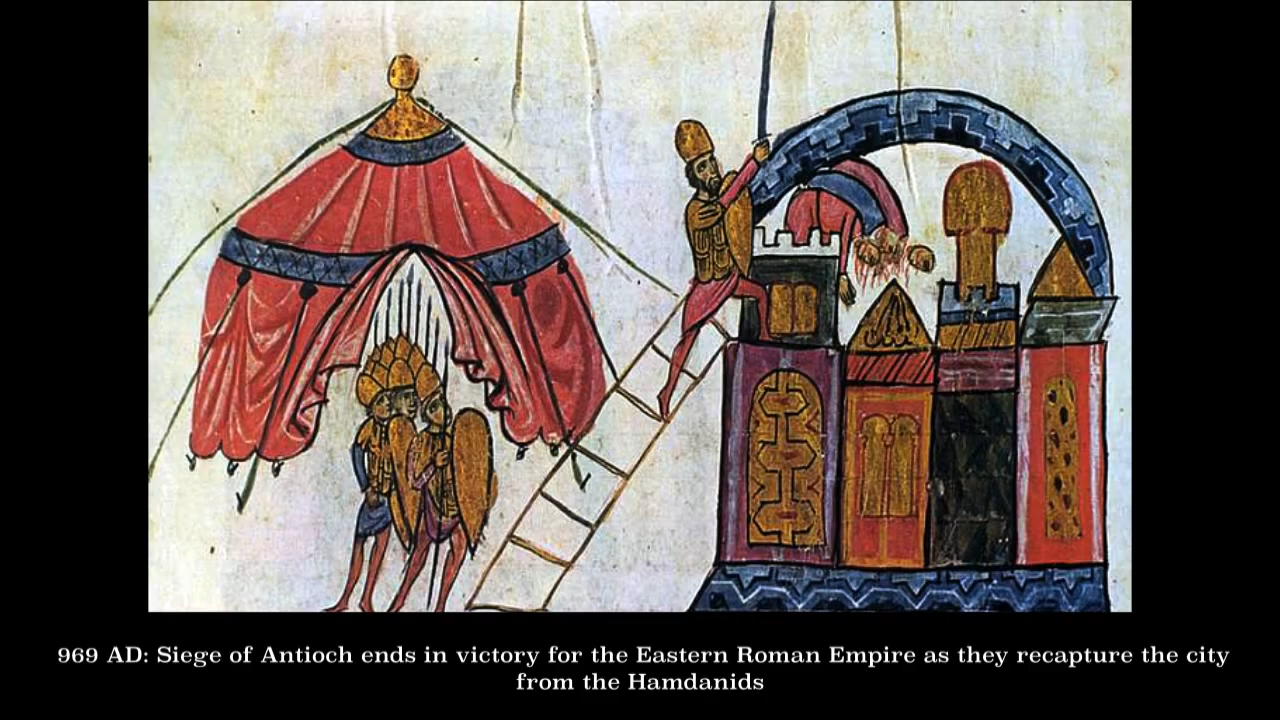 969 AD: Siege of Antioch ends in victory for the Eastern Roman Empire as they recapture the city
from the Hamdanids